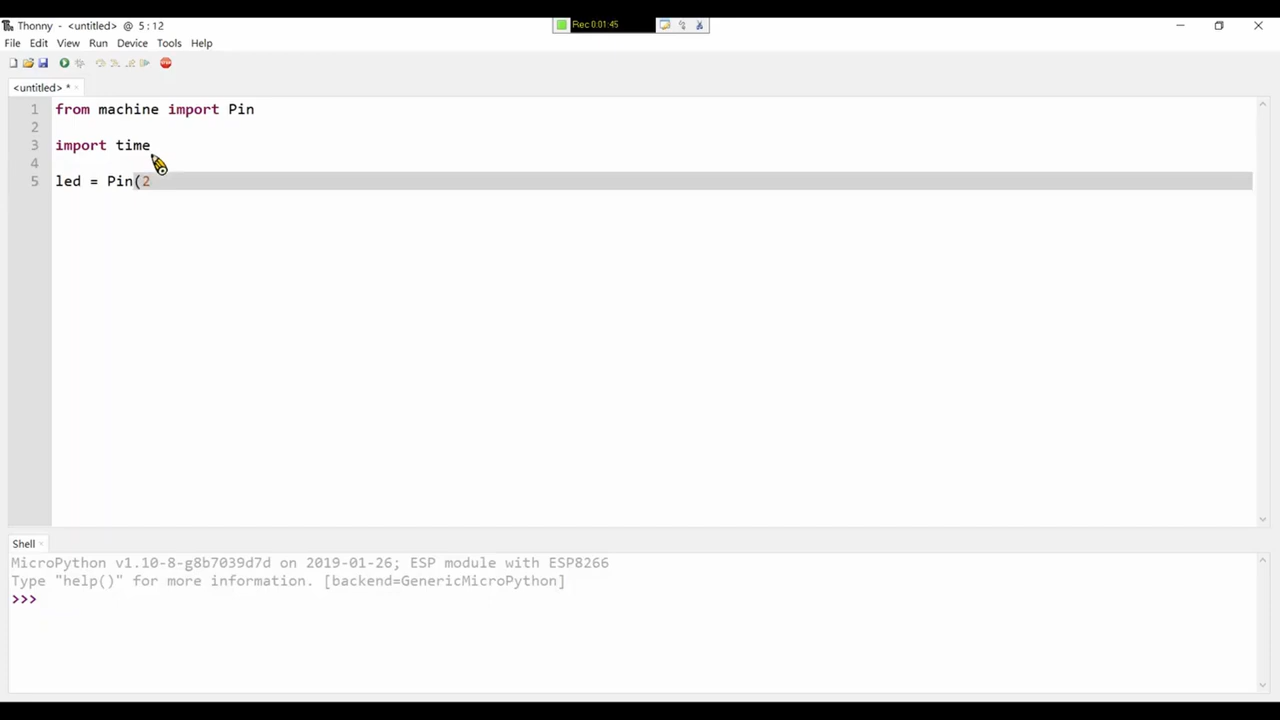 Thonny - <untitled> @ 5 : 12
Rec 0:01:45
File Edit View Run Device Tools Help
<untitled> *
1 from machine import Pin
2
3 import time
4
5 led = Pin(2
Shell
MicroPython v1.10-8-g8b7039d7d on 2019-01-26; ESP module with ESP8266
Type "help()" for more information. [backend=GenericMicroPython]
>>>